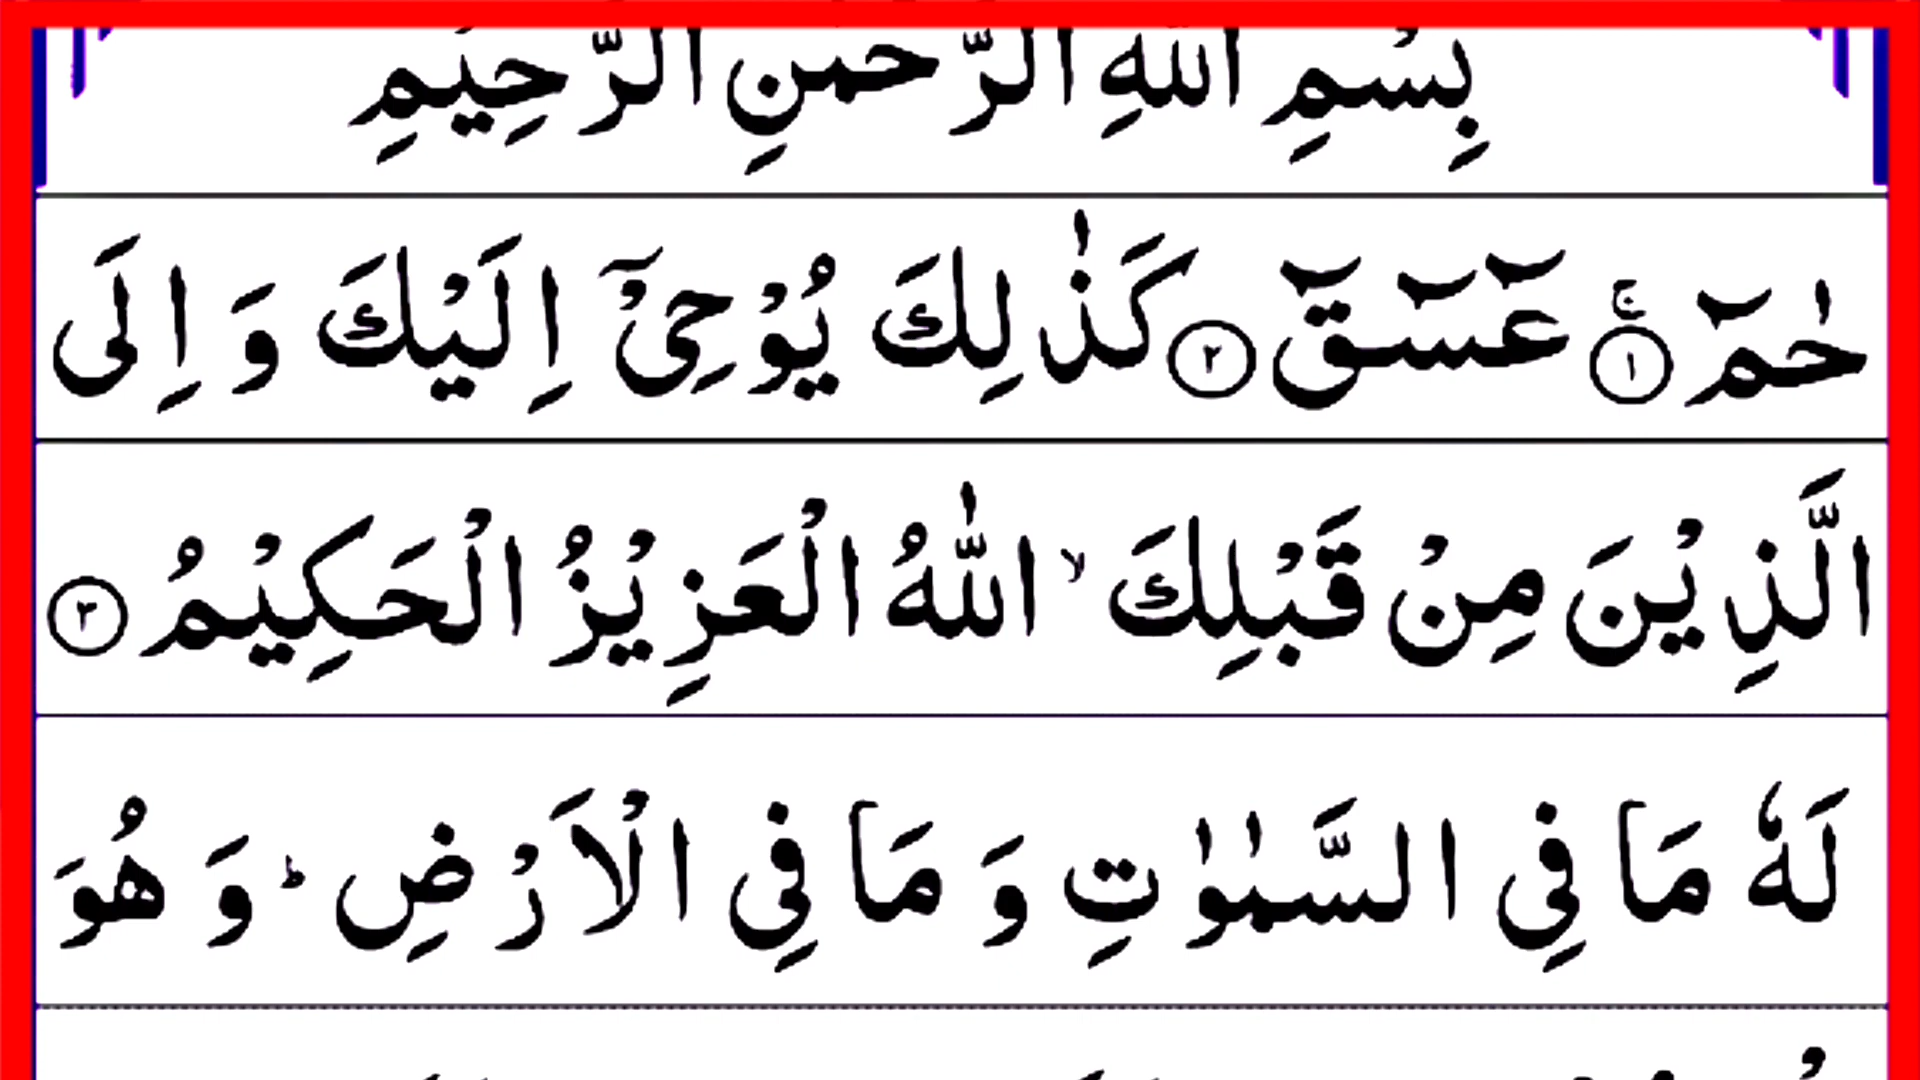 بِسْمِ اللّٰهِ الرَّحْمٰنِ الرَّحِيْمِ
حٰمٓ ۚ۝۱ عٓسٓقٓ ۝۲ كَذٰلِكَ يُوْحِيْۤ اِلَيْكَ وَ اِلَى
الَّذِيْنَ مِنْ قَبْلِكَ ۙ اللّٰهُ الْعَزِيْزُ الْحَكِيْمُ ۝۳
لَهٗ مَا فِي السَّمٰوٰتِ وَ مَا فِي الْاَرْضِ ؕ وَ هُوَ